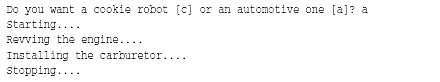 Do you want a cookie robot [c] or an automotive one [a]? a
Starting....
Revving the engine....
Installing the carburetor....
Stopping....